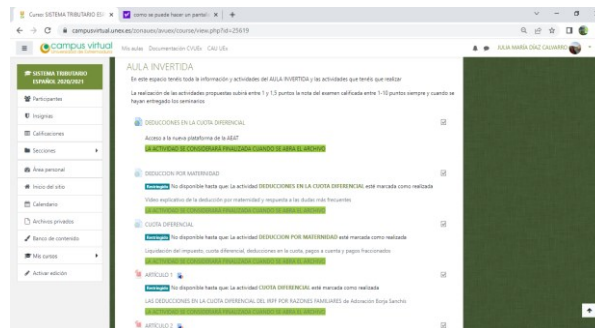 Curso: SISTEMA TRIBUTARIO ES
como se puede hacer un pantall
campusvirtual.unex.es/zonauex/avuex/course/view.php?id=25619
campus virtual
Mis aulas Documentación CVUEx CAU UEx
JULIA MARÍA DÍAZ CALVARRO
SISTEMA TRIBUTARIO
ESPAÑOL 2020/2021
Participantes
Insignias
Calificaciones
Secciones
Área personal
Inicio del sitio
Calendario
Archivos privados
Banco de contenido
Mis cursos
Activar edición
AULA INVERTIDA
En este espacio tenéis toda la información y actividades del AULA INVERTIDA y las actividades que tenéis que realizar
La realización de las actividades propuestas subirá entre 1 y 1,5 puntos la nota del examen calificada entre 1-10 puntos siempre y cuando se
hayan entregado los seminarios
DEDUCCIONES EN LA CUOTA DIFERENCIAL
Acceso a la nueva plataforma de la AEAT
LA ACTIVIDAD SE CONSIDERARÁ FINALIZADA CUANDO SE ABRA EL ARCHIVO
DEDUCCION POR MATERNIDAD
Restringido No disponible hasta que: La actividad DEDUCCIONES EN LA CUOTA DIFERENCIAL esté marcada como realizada
Vídeo explicativo de la deducción por maternidad y respuesta a las dudas más frecuentes
LA ACTIVIDAD SE CONSIDERARÁ FINALIZADA CUANDO SE ABRA EL ARCHIVO
CUOTA DIFERENCIAL
Restringido No disponible hasta que: La actividad DEDUCCION POR MATERNIDAD esté marcada como realizada
Liquidación del impuesto, cuota diferencial, deducciones en la cuota, pagos a cuenta y pagos fraccionados
LA ACTIVIDAD SE CONSIDERARÁ FINALIZADA CUANDO SE ABRA EL ARCHIVO
ARTÍCULO 1
Restringido No disponible hasta que: La actividad CUOTA DIFERENCIAL esté marcada como realizada
LAS DEDUCCIONES EN LA CUOTA DIFERENCIAL DEL IRPF POR RAZONES FAMILIARES de Adoración Borja Sanchis
LA ACTIVIDAD SE CONSIDERARÁ FINALIZADA CUANDO SE ABRA EL ARCHIVO
ARTÍCULO 2